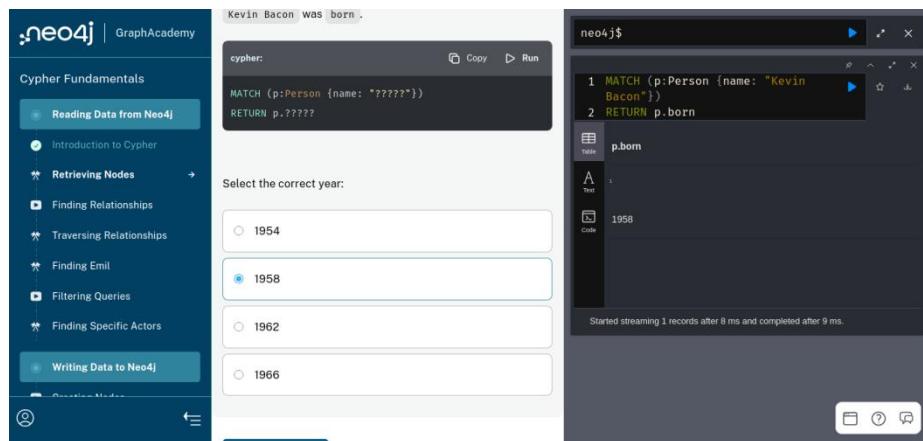 neo4j | GraphAcademy
Cypher Fundamentals
Reading Data from Neo4j
Introduction to Cypher
Retrieving Nodes
Finding Relationships
Traversing Relationships
Finding Emil
Filtering Queries
Finding Specific Actors
Writing Data to Neo4j
Kevin Bacon was born .
cypher:
Copy
Run
MATCH (p:Person {name: "?????"})
RETURN p.?????
Select the correct year:
1954
1958
1962
1966
neo4j$
1 MATCH (p:Person {name: "Kevin
Bacon"})
2 RETURN p.born
Table
Text
Code
p.born
1
1958
Started streaming 1 records after 8 ms and completed after 9 ms.